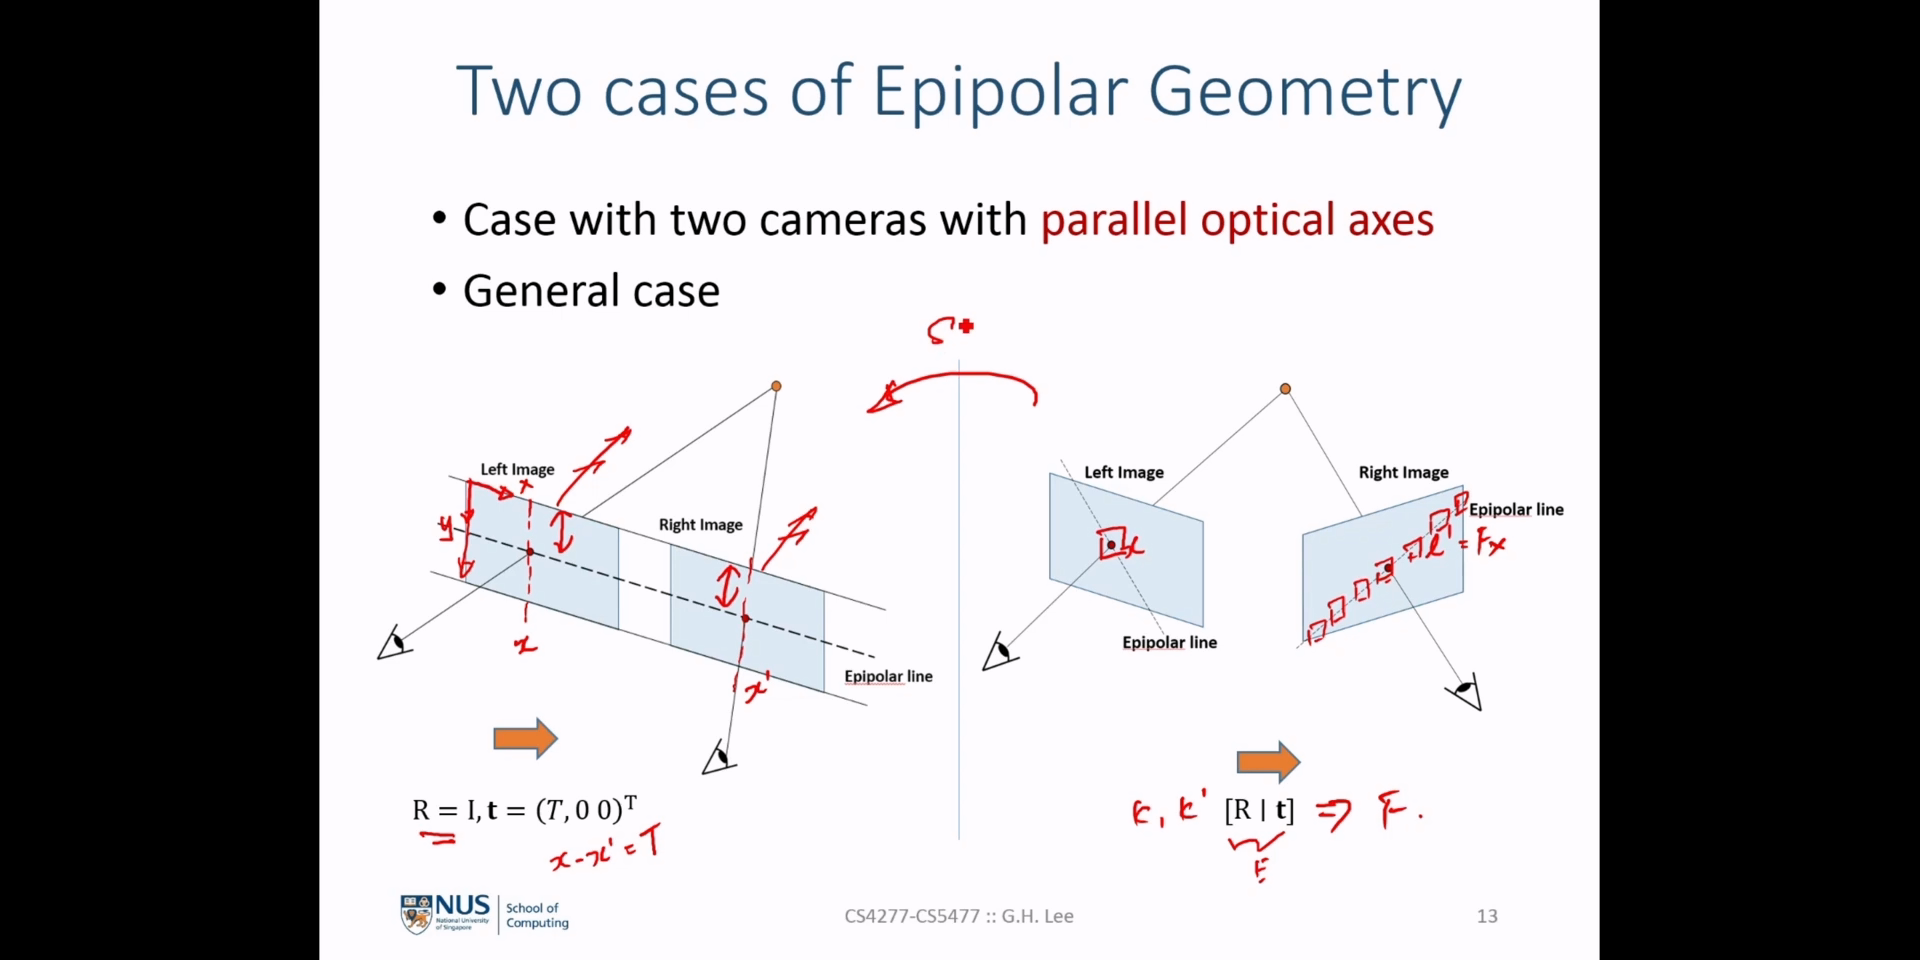 Two cases of Epipolar Geometry
• Case with two cameras with parallel optical axes
• General case
Left Image
x
y
Right Image
x
x'
Epipolar line
R = I, t = (T, 0 0)ᵀ
x - x' = T
Left Image
x
Epipolar line
Right Image
Epipolar line
l' = Fx
K, K' [R | t] ⇒ F.
E
NUS
National University
of Singapore
School of
Computing
CS4277-CS5477 :: G.H. Lee
13